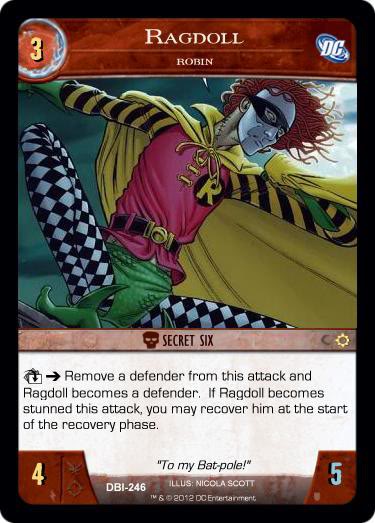 3
RAGDOLL
ROBIN
DC
R
SECRET SIX
➔ Remove a defender from this attack and
Ragdoll becomes a defender. If Ragdoll becomes
stunned this attack, you may recover him at the start
of the recovery phase.
"To my Bat-pole!"
4
DBI-246
ILLUS: NICOLA SCOTT
5
™ & © 2012 DC Entertainment